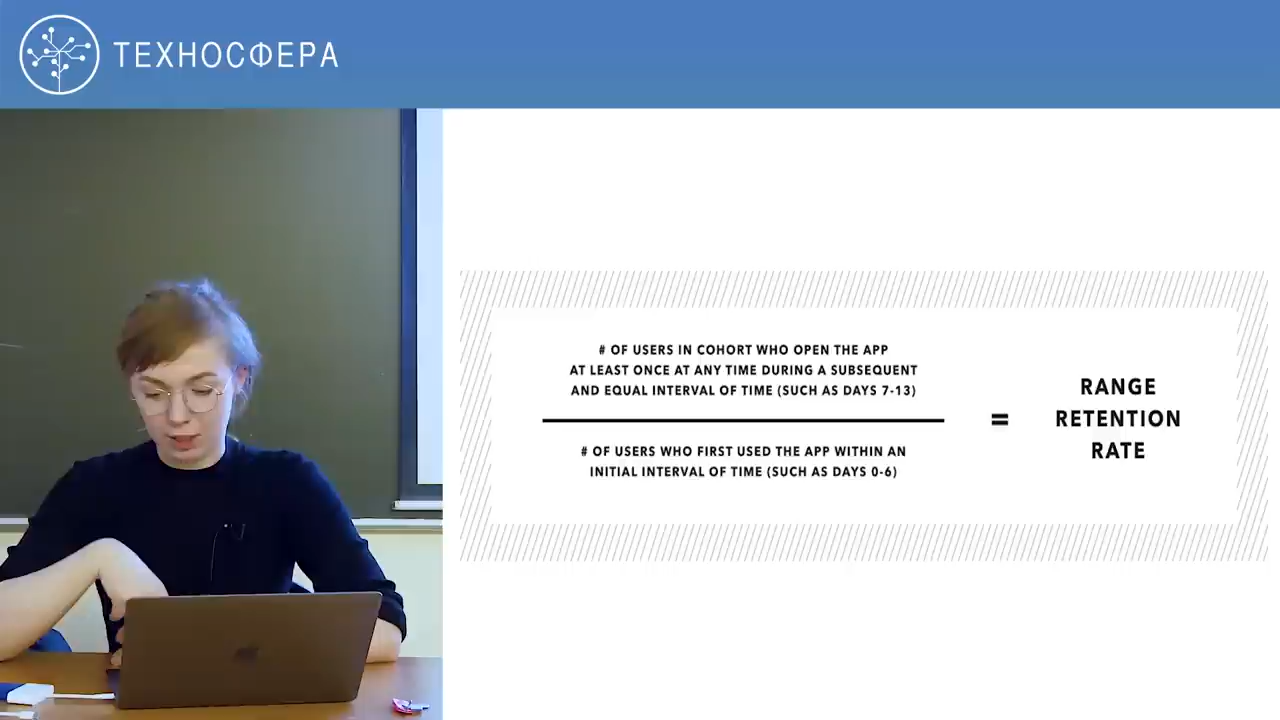 ТЕХНОСФЕРА
# OF USERS IN COHORT WHO OPEN THE APP
AT LEAST ONCE AT ANY TIME DURING A SUBSEQUENT
AND EQUAL INTERVAL OF TIME (SUCH AS DAYS 7-13)
# OF USERS WHO FIRST USED THE APP WITHIN AN
INITIAL INTERVAL OF TIME (SUCH AS DAYS 0-6)
=
RANGE
RETENTION
RATE